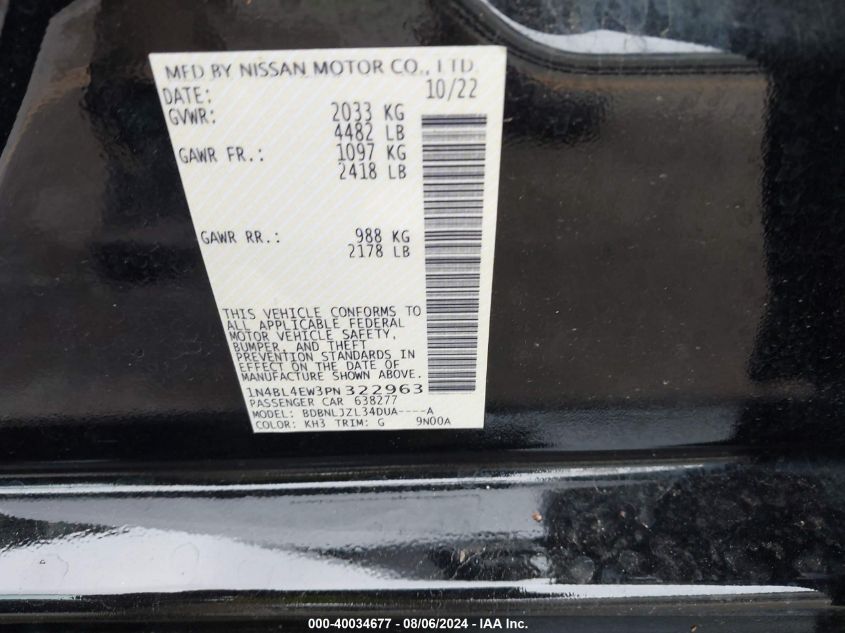 MFD BY NISSAN MOTOR CO., LTD.
DATE: 10/22
GVWR: 2033 KG
4482 LB
GAWR FR.: 1097 KG
2418 LB
GAWR RR.: 988 KG
2178 LB
THIS VEHICLE CONFORMS TO
ALL APPLICABLE FEDERAL
MOTOR VEHICLE SAFETY,
BUMPER, AND THEFT
PREVENTION STANDARDS IN
EFFECT ON THE DATE OF
MANUFACTURE SHOWN ABOVE.
1N4BL4EW3PN322963
PASSENGER CAR 638277
MODEL: BDBNLJZL34DUA----A
COLOR: KH3 TRIM: G 9N00A
000-40034677 - 08/06/2024 - IAA Inc.